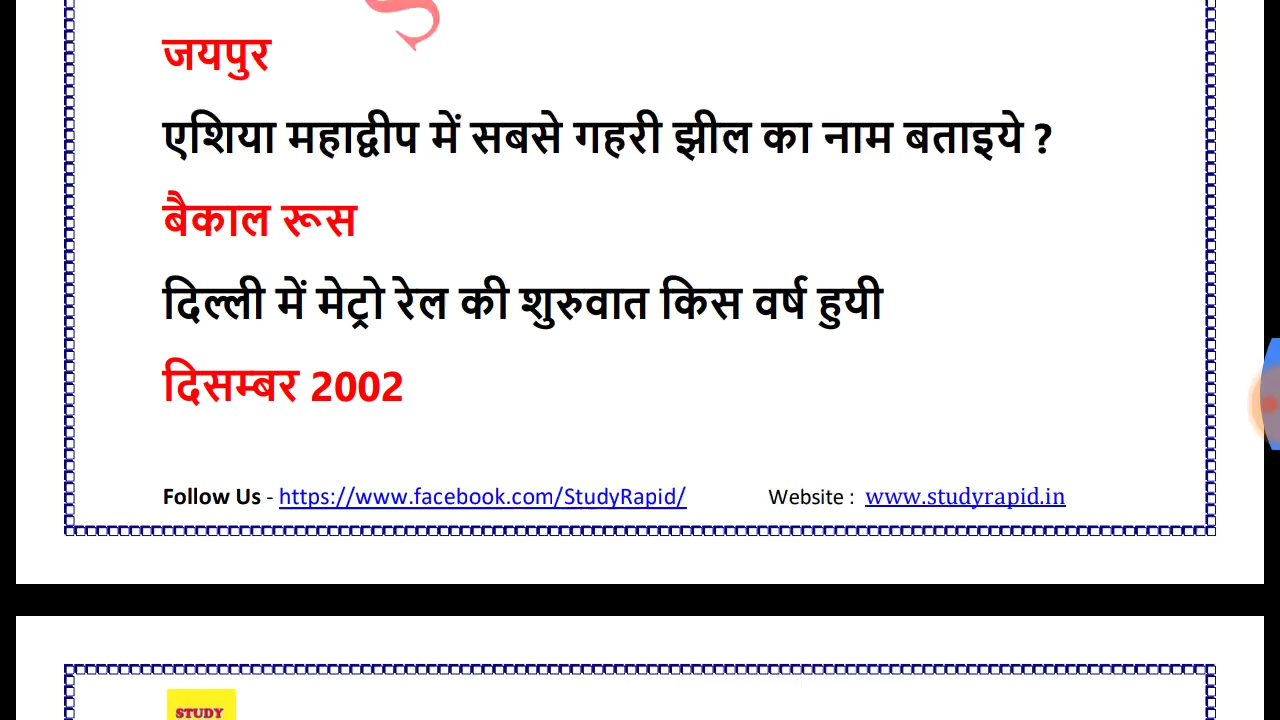 जयपुर
एशिया महाद्वीप में सबसे गहरी झील का नाम बताइये ?
बैकाल रूस
दिल्ली में मेट्रो रेल की शुरुवात किस वर्ष हुयी
दिसम्बर 2002
Follow Us - https://www.facebook.com/StudyRapid/ Website : www.studyrapid.in
STUDY